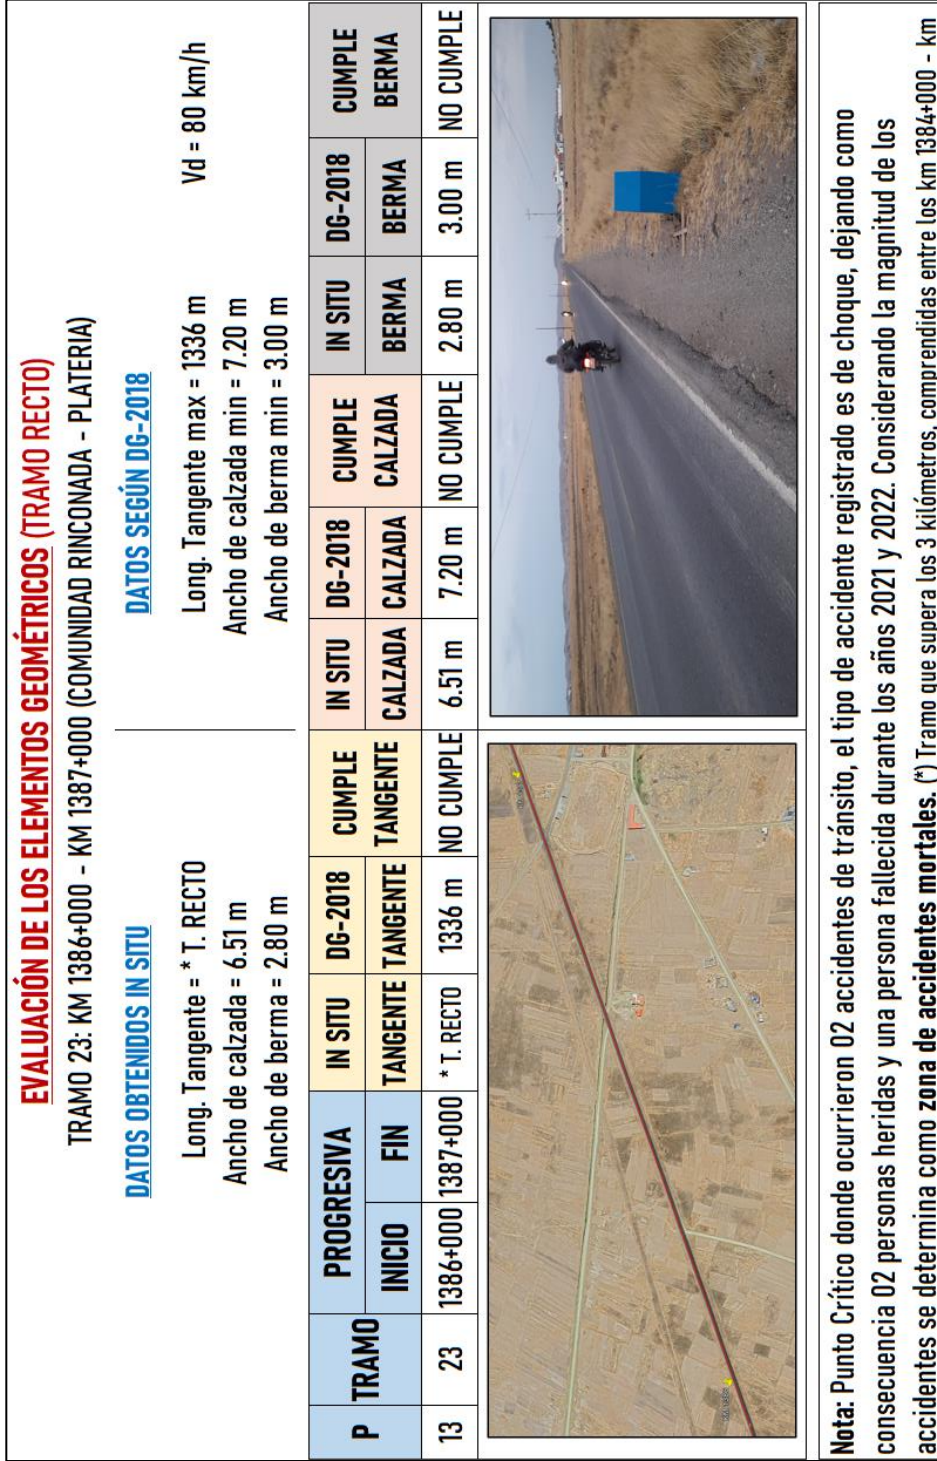 EVALUACIÓN DE LOS ELEMENTOS GEOMÉTRICOS (TRAMO RECTO)
TRAMO 23: KM 1386+000 - KM 1387+000 (COMUNIDAD RINCONADA - PLATERIA)
DATOS OBTENIDOS IN SITU
Long. Tangente = * T. RECTO
Ancho de calzada = 6.51 m
Ancho de berma = 2.80 m
DATOS SEGÚN DG-2018
Long. Tangente max = 1336 m
Ancho de calzada min = 7.20 m
Ancho de berma min = 3.00 m
Vd = 80 km/h
P TRAMO PROGRESIVA IN SITU DG-2018 CUMPLE IN SITU DG-2018 CUMPLE IN SITU DG-2018 CUMPLE
INICIO FIN TANGENTE TANGENTE TANGENTE CALZADA CALZADA CALZADA BERMA BERMA BERMA
13 23 1386+000 1387+000 * T. RECTO 1336 m NO CUMPLE 6.51 m 7.20 m NO CUMPLE 2.80 m 3.00 m NO CUMPLE
Nota: Punto Crítico donde ocurrieron 02 accidentes de tránsito, el tipo de accidente registrado es de choque, dejando como
consecuencia 02 personas heridas y una persona fallecida durante los años 2021 y 2022. Considerando la magnitud de los
accidentes se determina como zona de accidentes mortales. (*) Tramo que supera los 3 kilómetros, comprendidas entre los km 1384+000 - km